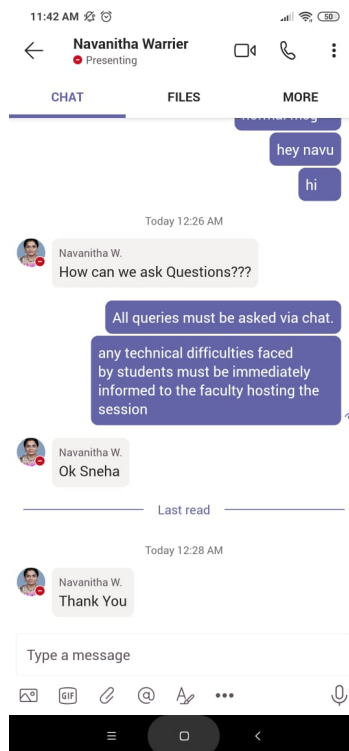 11:42 AM
50
Navanitha Warrier
Presenting
CHAT
FILES
MORE
hey navu
hi
Today 12:26 AM
Navanitha W.
How can we ask Questions???
All queries must be asked via chat.
any technical difficulties faced
by students must be immediately
informed to the faculty hosting the
session
Navanitha W.
Ok Sneha
Last read
Today 12:28 AM
Navanitha W.
Thank You
Type a message
GIF